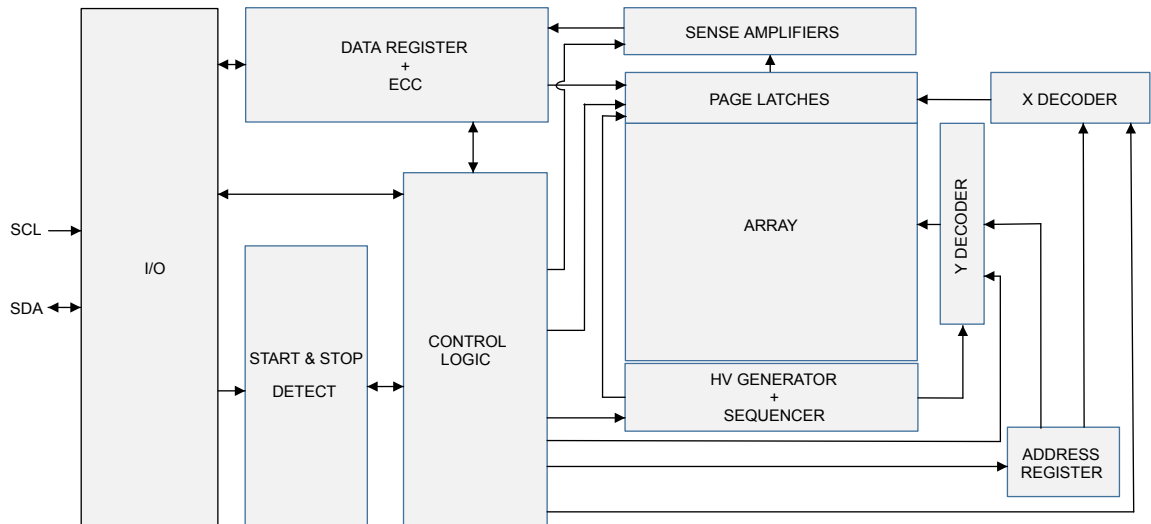 DATA REGISTER
+
ECC
SENSE AMPLIFIERS
PAGE LATCHES
X DECODER
ARRAY
Y DECODER
SCL
SDA
I/O
START & STOP
DETECT
CONTROL
LOGIC
HV GENERATOR
+
SEQUENCER
ADDRESS
REGISTER